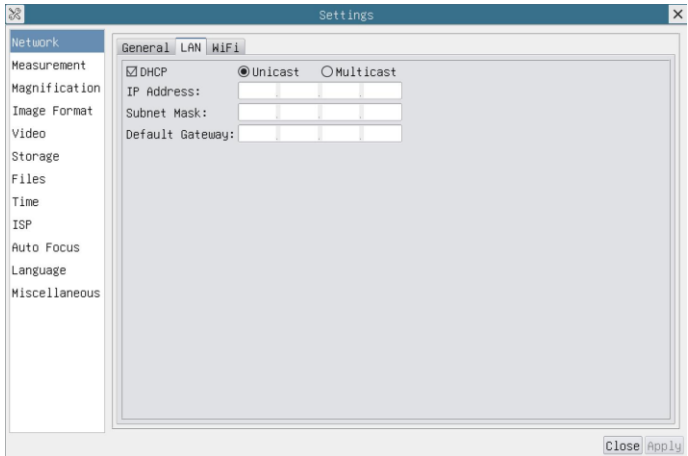 Settings
Network
Measurement
Magnification
Image Format
Video
Storage
Files
Time
ISP
Auto Focus
Language
Miscellaneous
General LAN WiFi
DHCP Unicast Multicast
IP Address:
Subnet Mask:
Default Gateway:
Close Apply